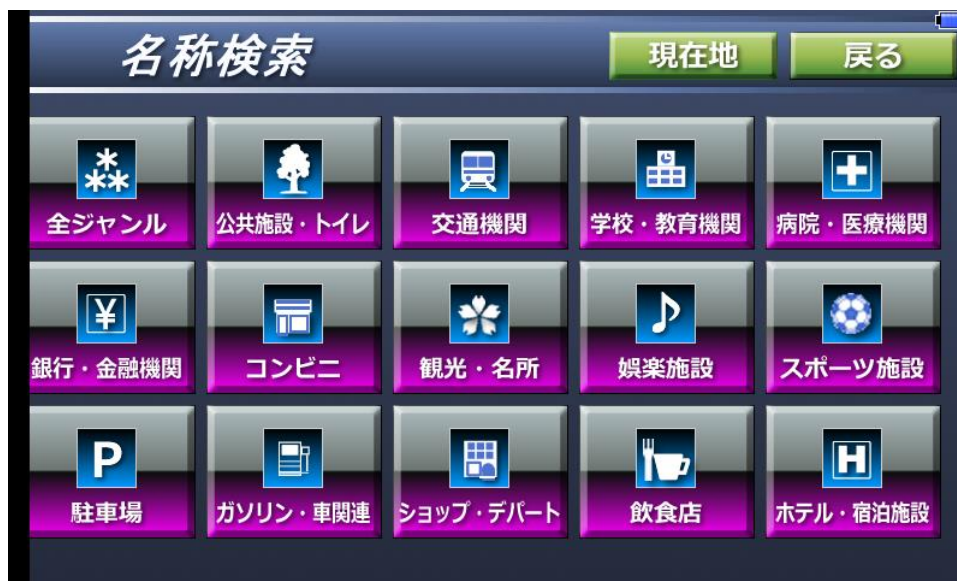 名称検索
現在地
戻る
全ジャンル
公共施設・トイレ
交通機関
学校・教育機関
病院・医療機関
¥
銀行・金融機関
コンビニ
観光・名所
娯楽施設
スポーツ施設
P
駐車場
ガソリン・車関連
ショップ・デパート
飲食店
H
ホテル・宿泊施設